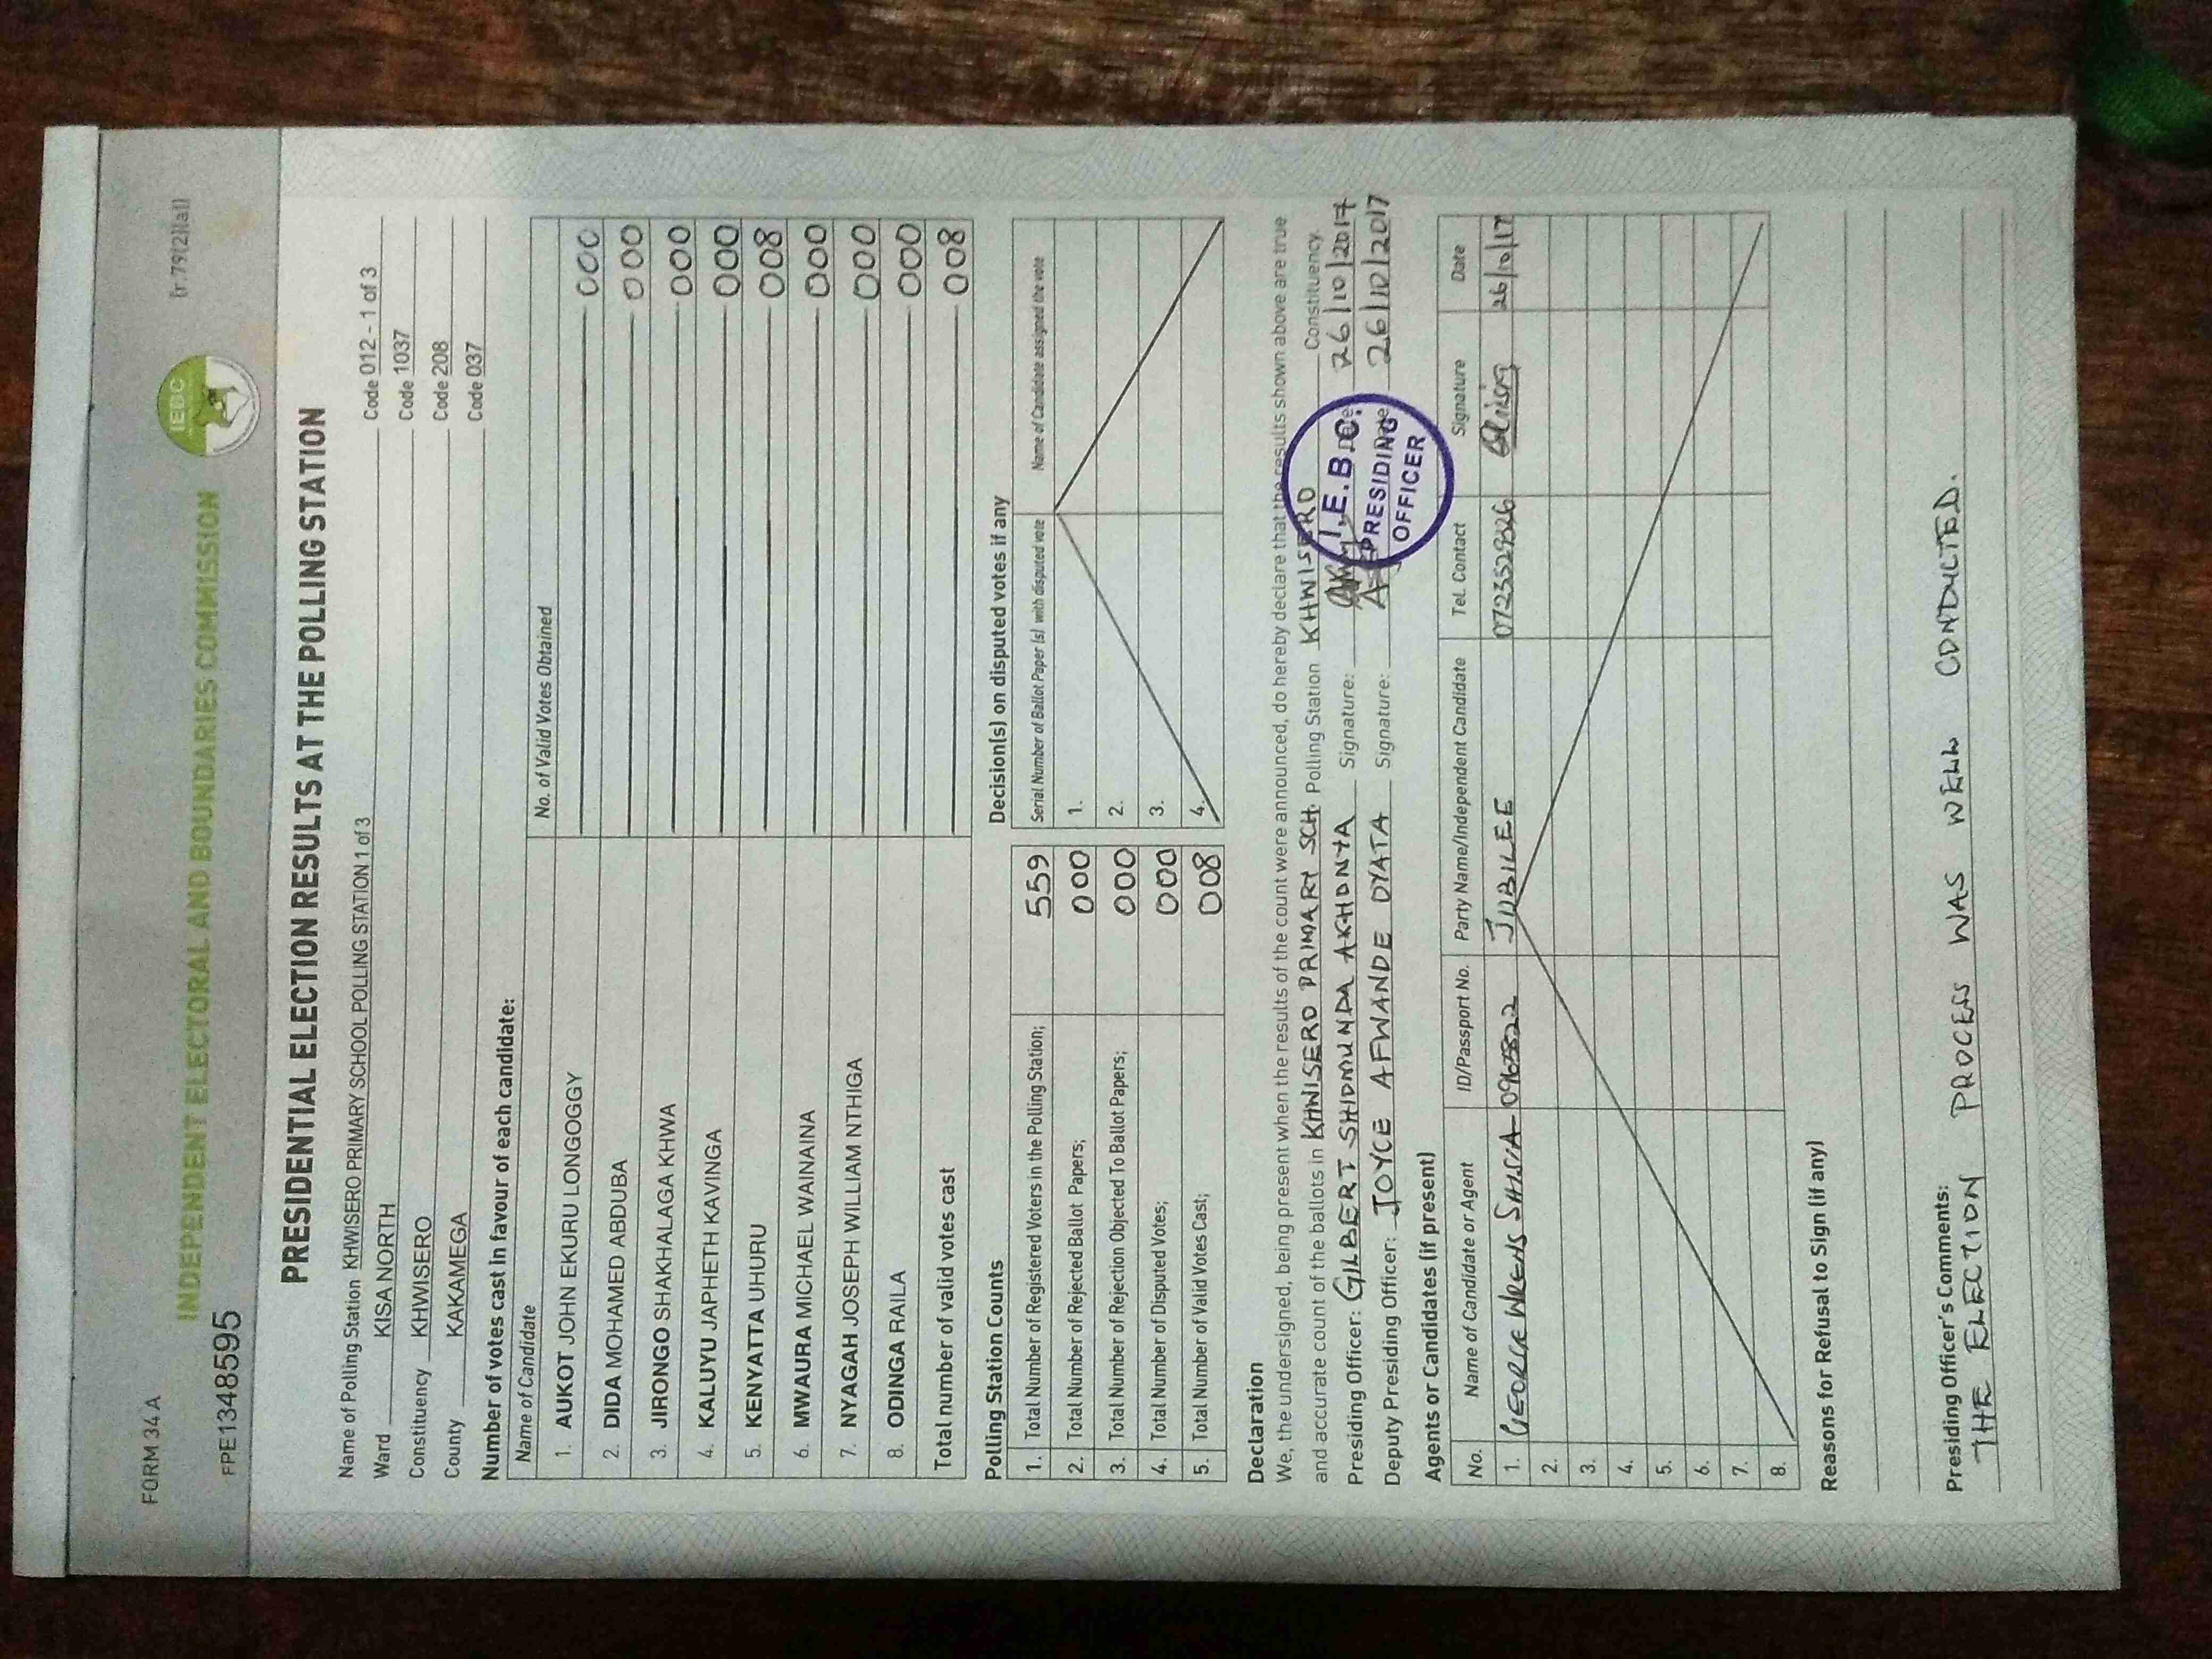 FORM 34 A
(r.79(2)(a))
IEBC
INDEPENDENT ELECTORAL AND BOUNDARIES COMMISSION
FPE1348595
PRESIDENTIAL ELECTION RESULTS AT THE POLLING STATION
Name of Polling Station KHWISERO PRIMARY SCHOOL POLLING STATION 1 of 3 Code 012 - 1 of 3
Ward KISA NORTH Code 1037
Constituency KHWISERO Code 208
County KAKAMEGA Code 037
Number of votes cast in favour of each candidate:
Name of Candidate No. of Valid Votes Obtained
1. AUKOT JOHN EKURU LONGOGGY 000
2. DIDA MOHAMED ABDUBA 000
3. JIRONGO SHAKHALAGA KHWA 000
4. KALUYU JAPHETH KAVINGA 000
5. KENYATTA UHURU 008
6. MWAURA MICHAEL WAINAINA 000
7. NYAGAH JOSEPH WILLIAM NTHIGA 000
8. ODINGA RAILA 000
Total number of valid votes cast 008
Polling Station Counts
1. Total Number of Registered Voters in the Polling Station; 559
2. Total Number of Rejected Ballot Papers; 000
3. Total Number of Rejection Objected To Ballot Papers; 000
4. Total Number of Disputed Votes; 000
5. Total Number of Valid Votes Cast; 008
Decision(s) on disputed votes if any
Serial Number of Ballot Paper (s) with disputed vote Name of Candidate assigned the vote
1.
2.
3.
4.
Declaration
We, the undersigned, being present when the results of the count were announced, do hereby declare that the results shown above are true
and accurate count of the ballots in KHWISERO PRIMARY SCH. Polling Station KHWISERO Constituency.
Presiding Officer: GILBERT SHIDMUNDA AKHONYA Signature: Date 26/10/2017
Deputy Presiding Officer: JOYCE AFWANDE OYATA Signature: Date 26/10/2017
I.E.B.C.
PRESIDING
OFFICER
Agents or Candidates (if present)
No. Name of Candidate or Agent ID/Passport No. Party Name/Independent Candidate Tel. Contact Signature Date
1. GEORGE SHISIA JUBILEE 0723529326 26/10/17
2.
3.
4.
5.
6.
7.
8.
Reasons for Refusal to Sign (if any)
Presiding Officer's Comments:
THE ELECTION PROCESS WAS WELL CONDUCTED.